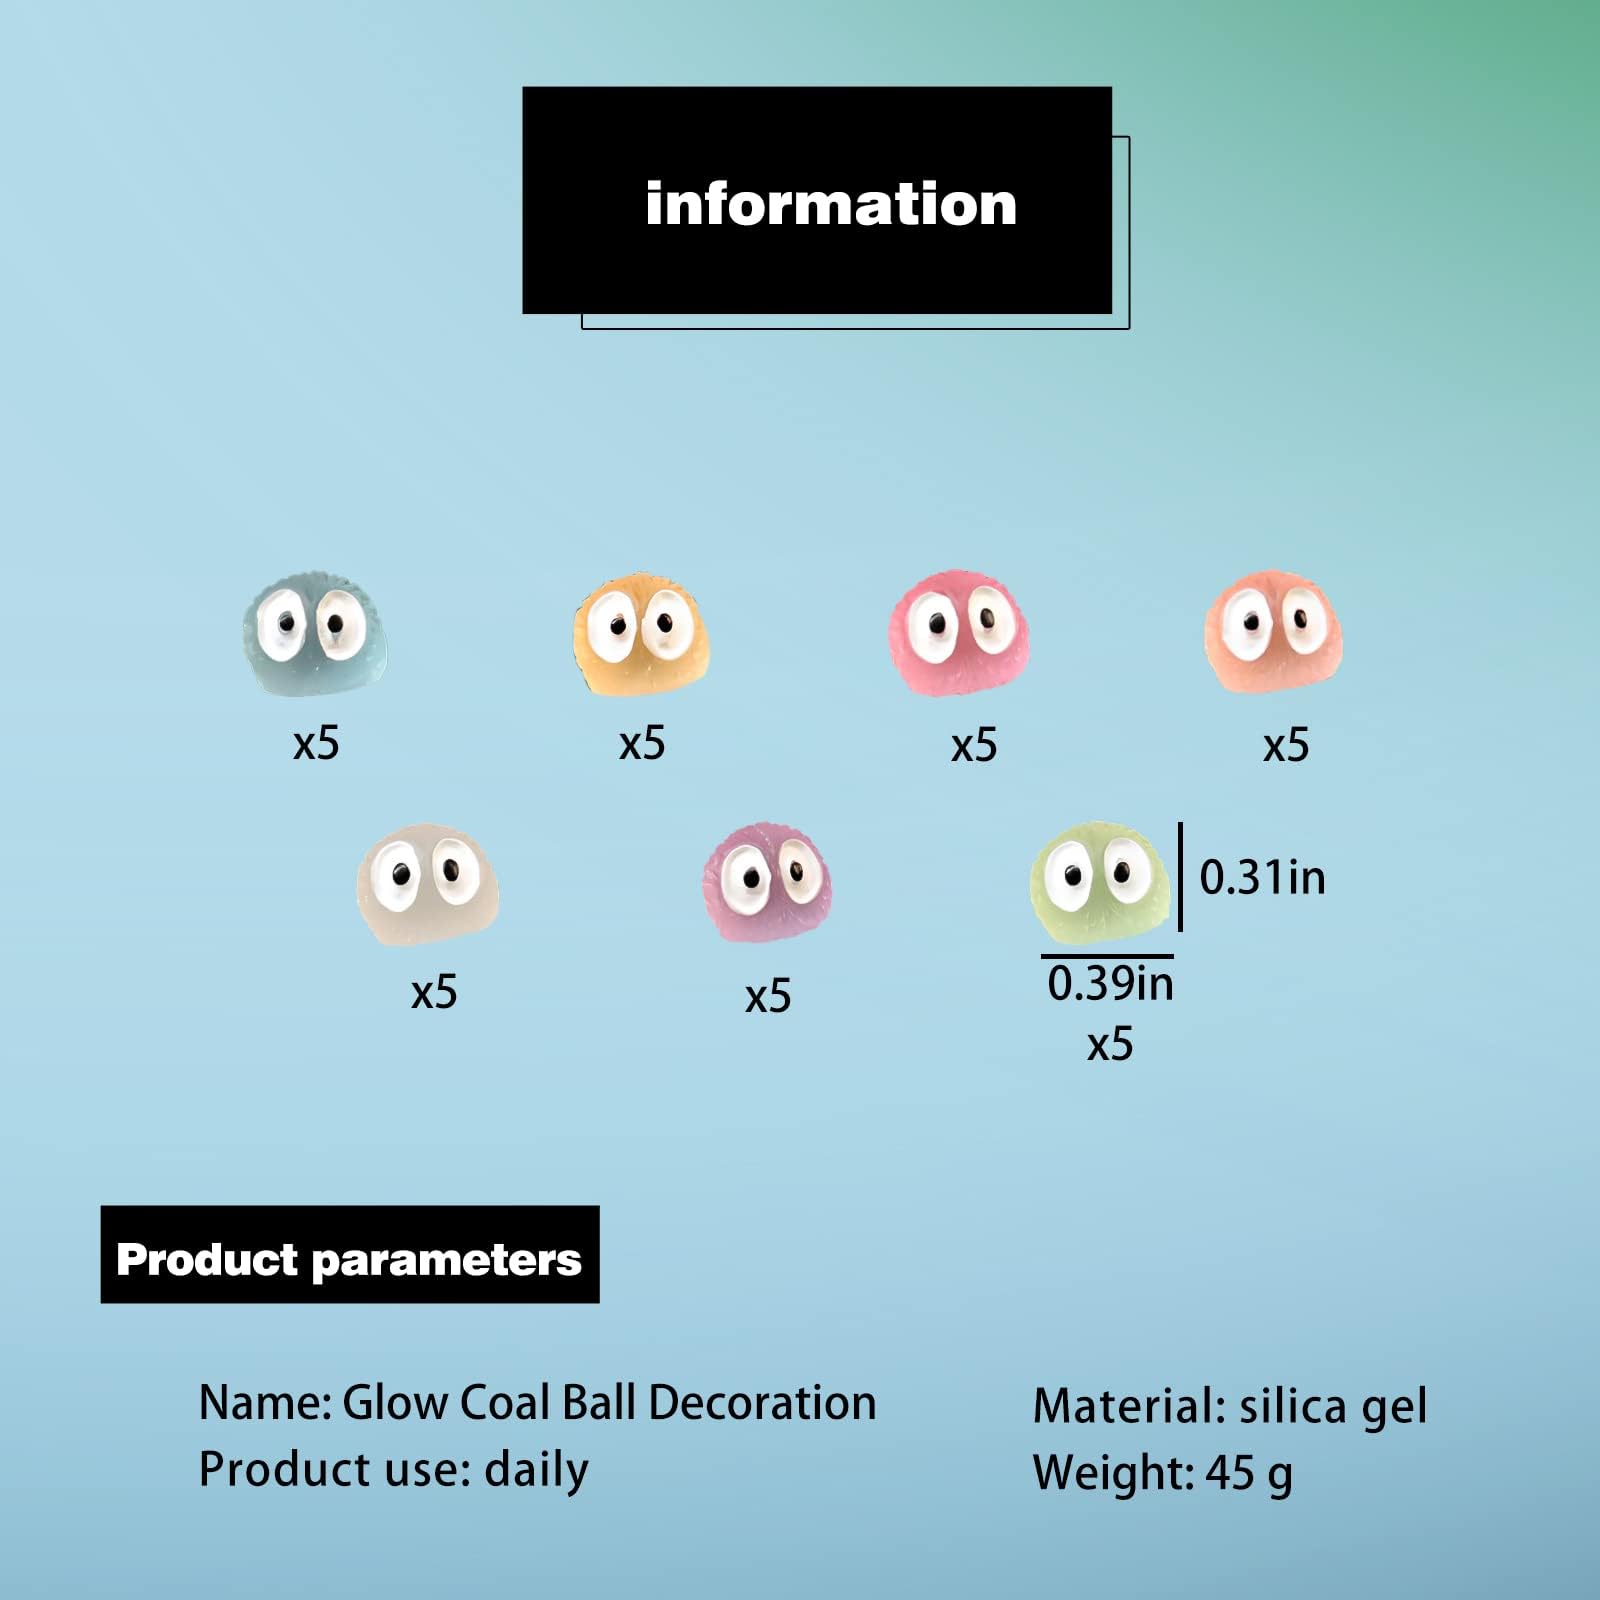 information
x5
x5
x5
x5
0.31in
0.39in
x5
x5
x5
Product parameters
Name: Glow Coal Ball Decoration
Product use: daily
Material: silica gel
Weight: 45 g